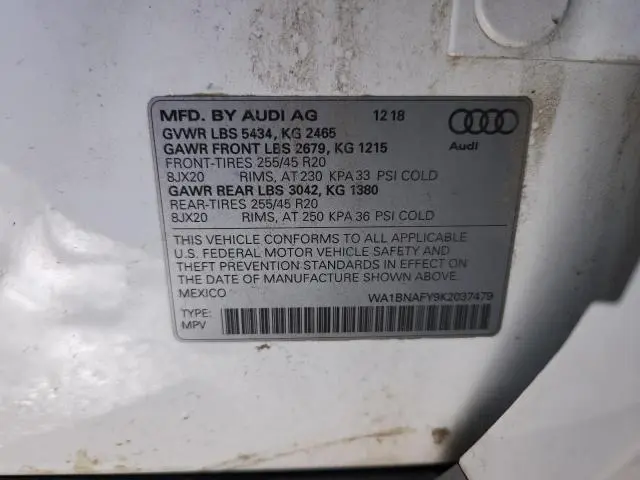 MFD. BY AUDI AG 12 18
GVWR LBS 5434, KG 2465
GAWR FRONT LBS 2679, KG 1215
FRONT-TIRES 255/45 R20
8JX20 RIMS, AT 230 KPA 33 PSI COLD
GAWR REAR LBS 3042, KG 1380
REAR-TIRES 255/45 R20
8JX20 RIMS, AT 250 KPA 36 PSI COLD
Audi
THIS VEHICLE CONFORMS TO ALL APPLICABLE
U.S. FEDERAL MOTOR VEHICLE SAFETY AND
THEFT PREVENTION STANDARDS IN EFFECT ON
THE DATE OF MANUFACTURE SHOWN ABOVE.
MEXICO WA1BNAFY9K2037479
TYPE:
MPV